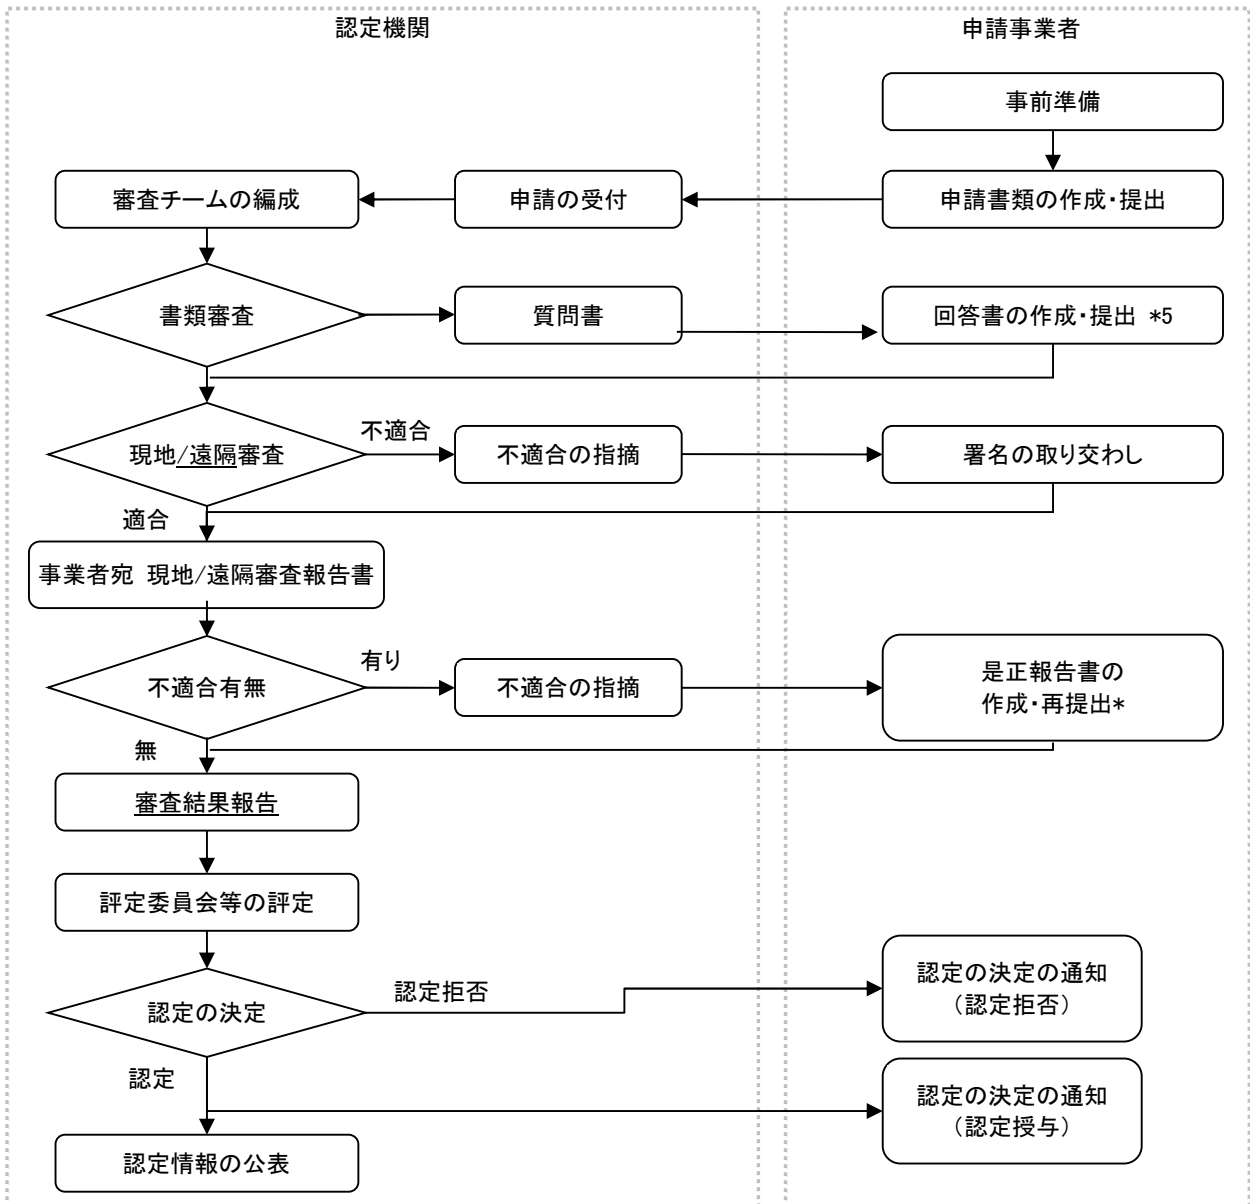 認定機関
申請事業者
事前準備
審査チームの編成
申請の受付
申請書類の作成・提出
書類審査
質問書
回答書の作成・提出 *5
現地/遠隔審査
不適合
不適合の指摘
署名の取り交わし
適合
事業者宛 現地/遠隔審査報告書
不適合有無
有り
不適合の指摘
是正報告書の
作成・再提出*
無
審査結果報告
評定委員会等の評定
認定の決定
認定拒否
認定の決定の通知
(認定拒否)
認定
認定の決定の通知
(認定授与)
認定情報の公表